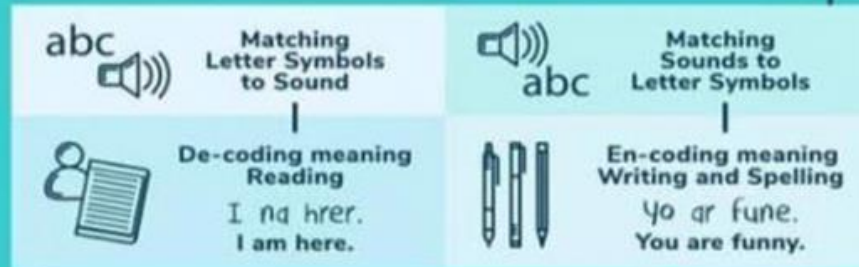 abc
Matching
Letter Symbols
to Sound
De-coding meaning
Reading
I na hrer.
I am here.
abc
Matching
Sounds to
Letter Symbols
En-coding meaning
Writing and Spelling
Yo ar fune.
You are funny.